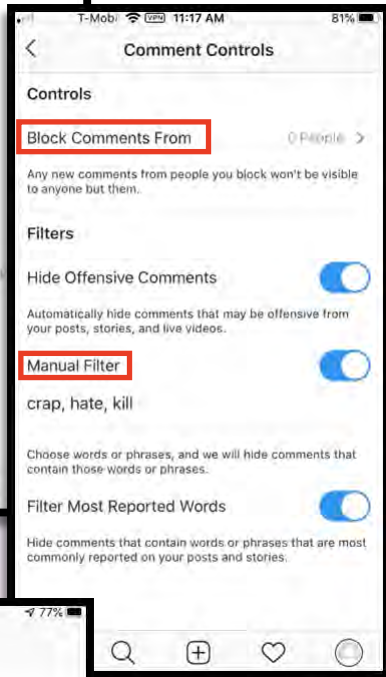 T-Mobi VPN 11:17 AM 81%
Comment Controls
Controls
Block Comments From 0 People
Any new comments from people you block won't be visible
to anyone but them.
Filters
Hide Offensive Comments
Automatically hide comments that may be offensive from
your posts, stories, and live videos.
Manual Filter
crap, hate, kill
Choose words or phrases, and we will hide comments that
contain those words or phrases.
Filter Most Reported Words
Hide comments that contain words or phrases that are most
commonly reported on your posts and stories.
77%